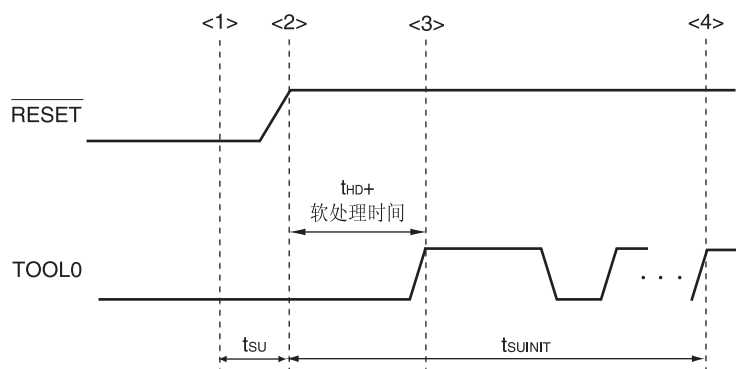 <1> <2> <3> <4>
RESET
tHD+
软处理时间
TOOL0
. . .
tSU tSUINIT